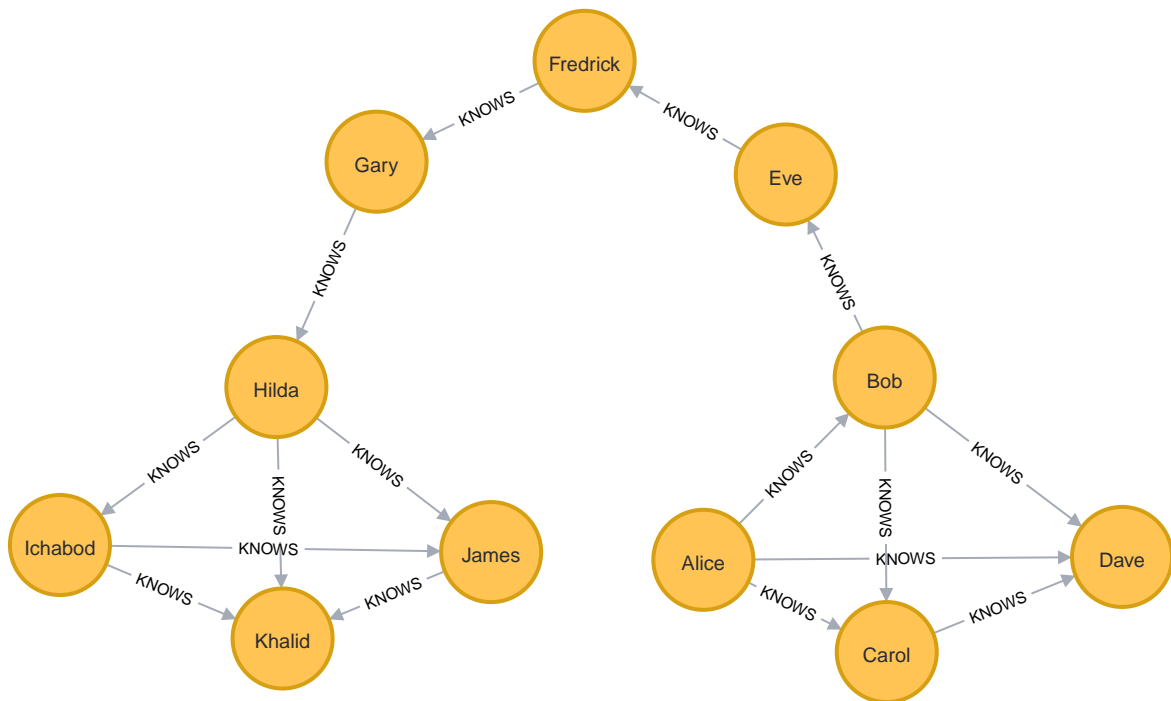 Fredrick
KNOWS
KNOWS
Gary
Eve
KNOWS
KNOWS
Hilda
Bob
KNOWS
KNOWS
KNOWS
KNOWS
KNOWS
KNOWS
Ichabod
KNOWS
James
Alice
KNOWS
Dave
KNOWS
KNOWS
KNOWS
KNOWS
Khalid
Carol